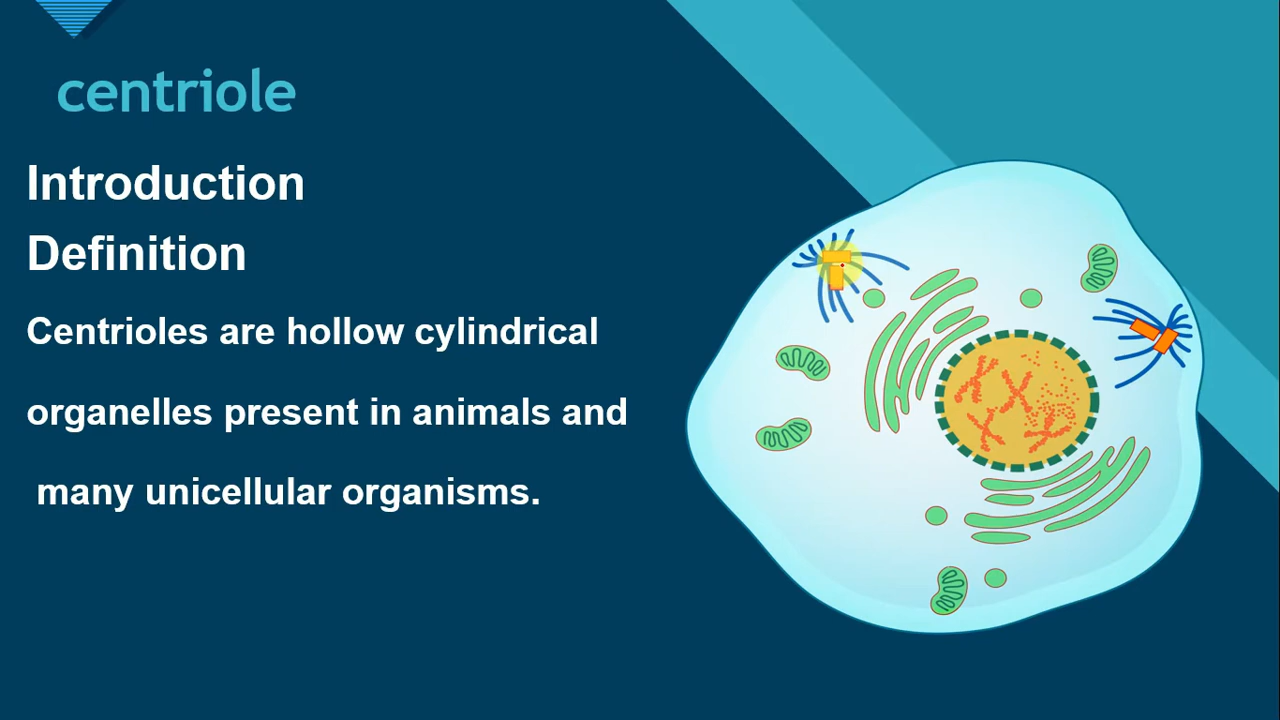 centriole
Introduction
Definition
Centrioles are hollow cylindrical
organelles present in animals and
many unicellular organisms.